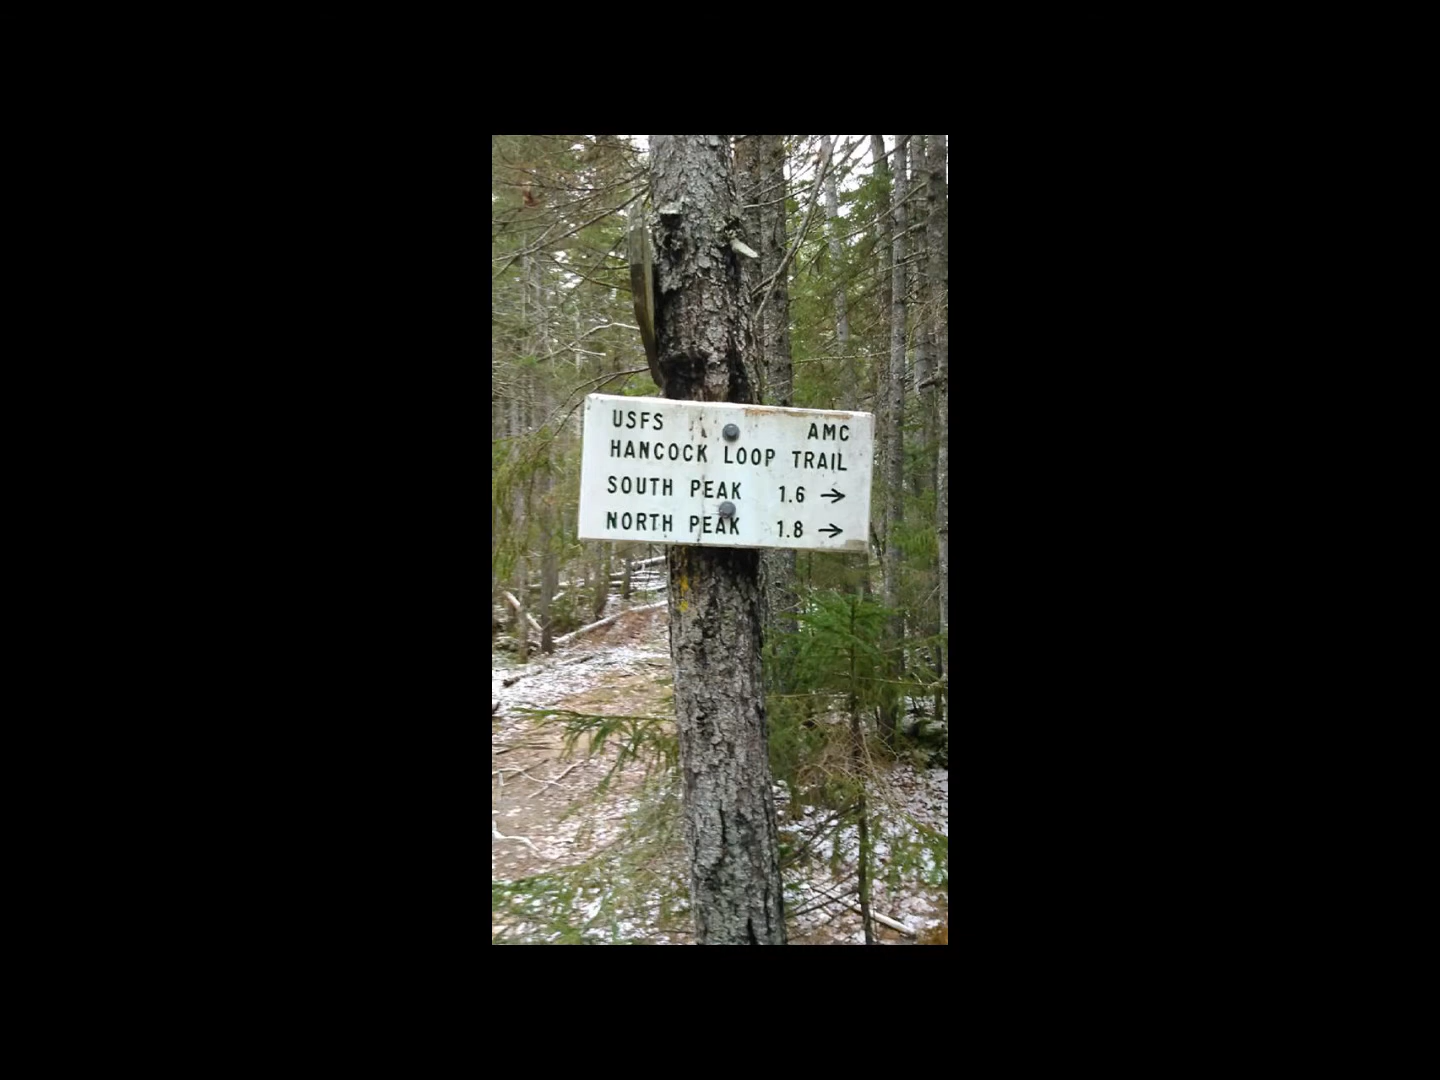 USFS AMC
HANCOCK LOOP TRAIL
SOUTH PEAK 1.6 →
NORTH PEAK 1.8 →